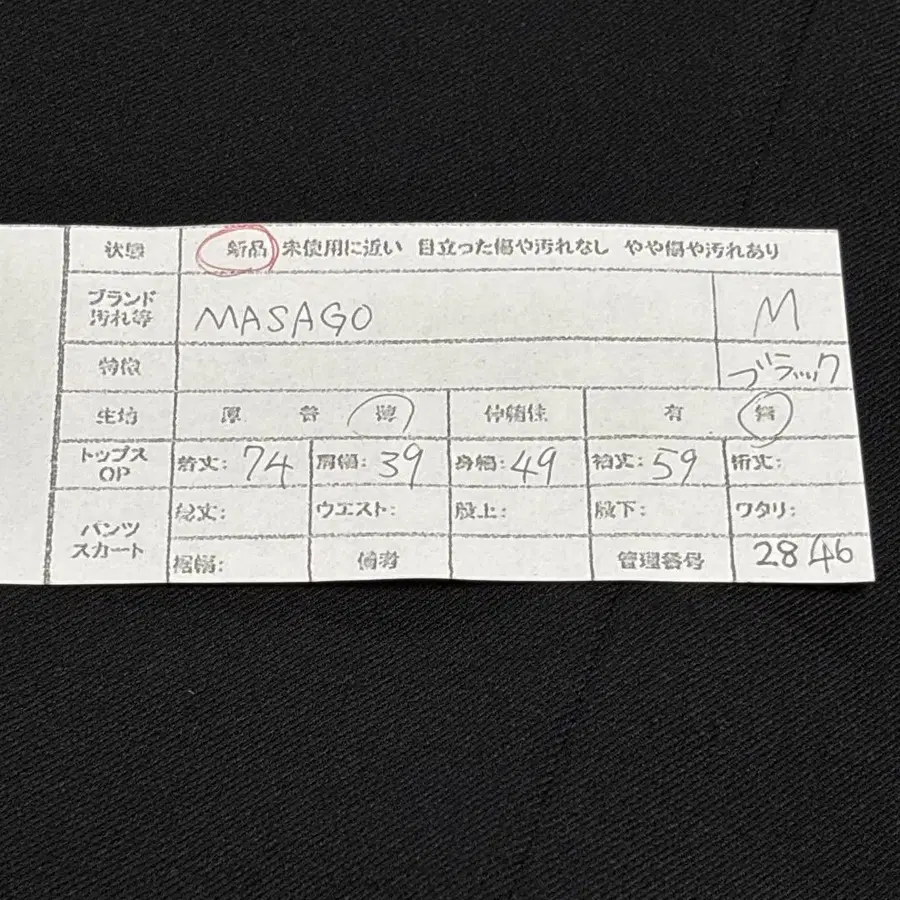 状態 新品 未使用に近い 目立った傷や汚れなし やや傷や汚れあり
ブランド
汚れ等 MASAGO M
特徴 ブラック
生地 厚 普 薄 伸縮性 有 無
トップス
OP 着丈: 74 肩幅: 39 身幅: 49 袖丈: 59 裄丈:
パンツ
スカート 総丈: ウエスト: 股上: 股下: ワタリ:
裾幅: 備考 管理番号 2846